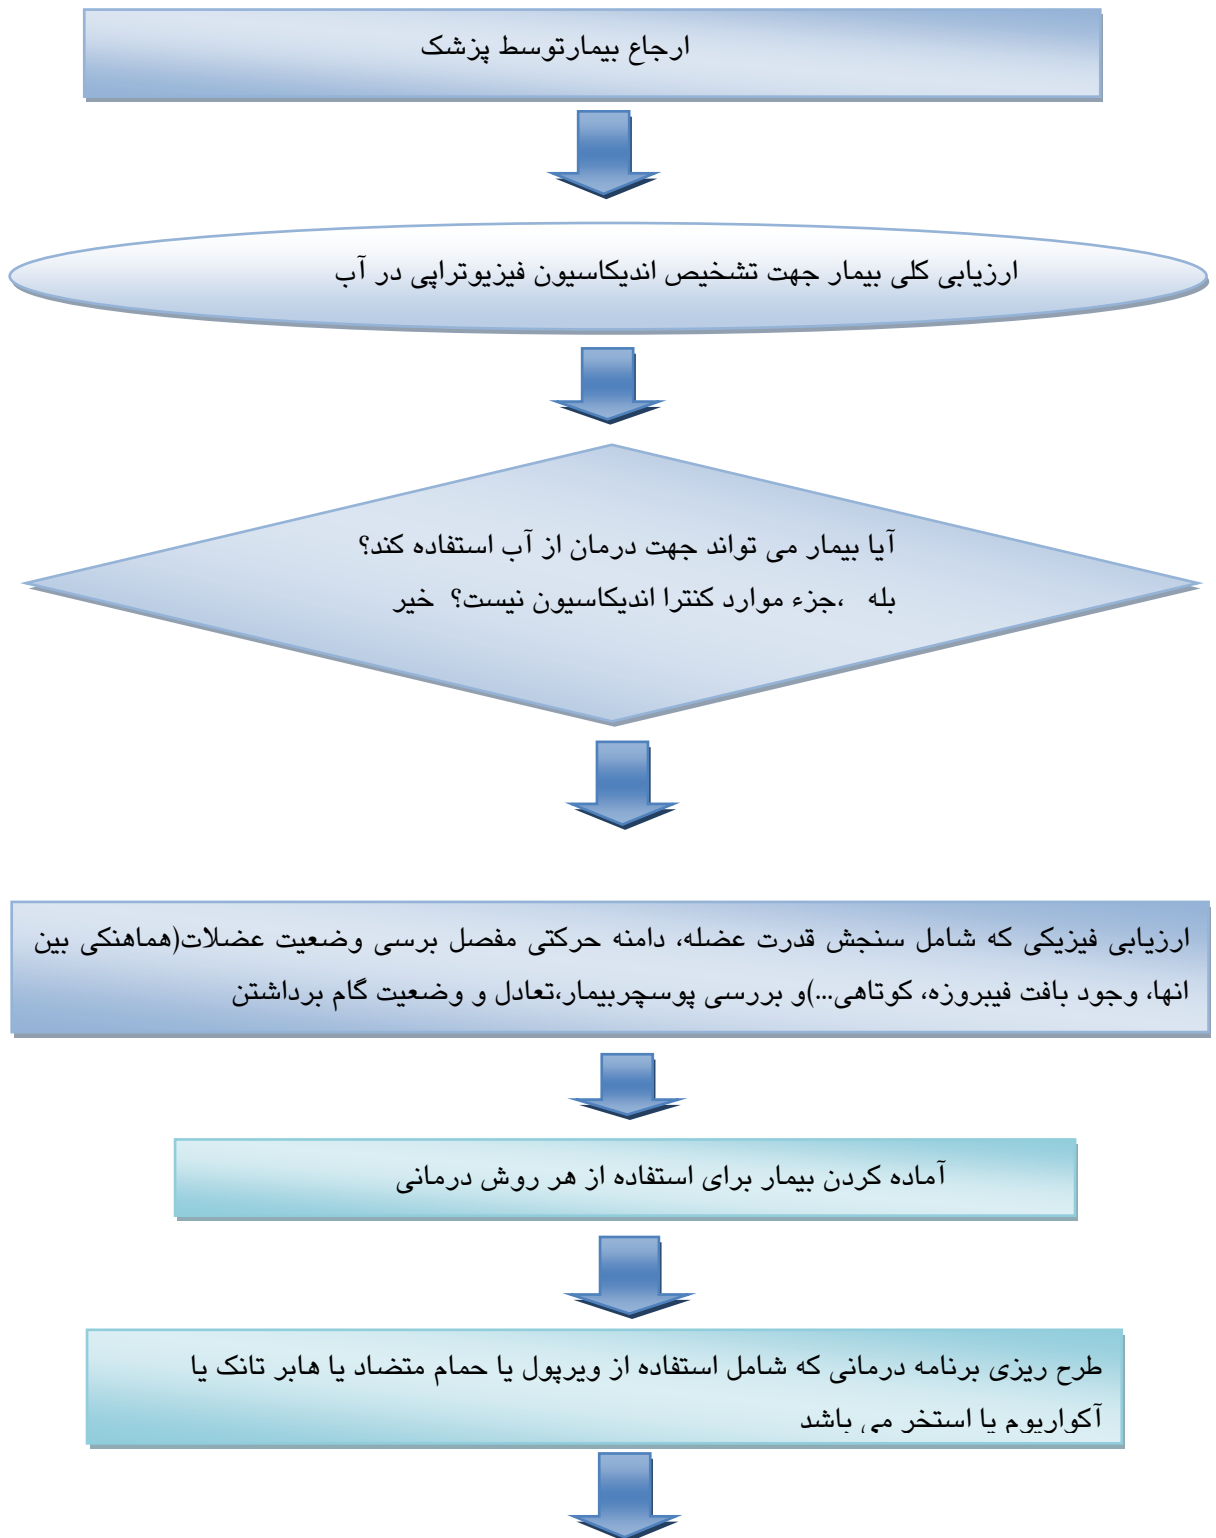 ارجاع بیمارتوسط پزشک
ارزیابی کلی بیمار جهت تشخیص اندیکاسیون فیزیوتراپی در آب
آیا بیمار می تواند جهت درمان از آب استفاده کند؟
بله ،جزء موارد کنترا اندیکاسیون نیست؟ خیر
ارزیابی فیزیکی که شامل سنجش قدرت عضله، دامنه حرکتی مفصل برسی وضعیت عضلات(هماهنکی بین
انها، وجود بافت فیبروزه، کوتاهی...)و بررسی پوسچربیمار،تعادل و وضعیت گام برداشتن
آماده کردن بیمار برای استفاده از هر روش درمانی
طرح ریزی برنامه درمانی که شامل استفاده از ویرپول یا حمام متضاد یا هابر تانک یا
آکواریوم یا استخر می باشد